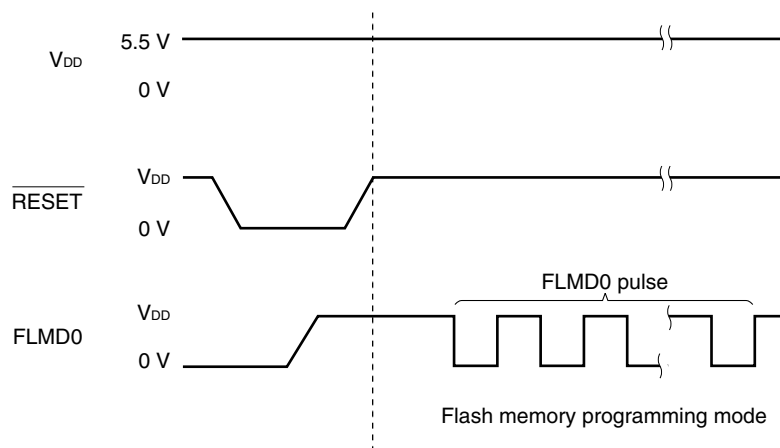 5.5 V
VDD
0 V
VDD
RESET
0 V
FLMD0 pulse
VDD
FLMD0
0 V
Flash memory programming mode